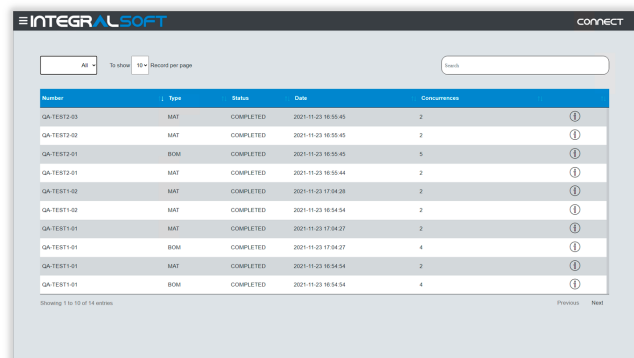 INTEGRALSOFT CONNECT
All To show 10 Record per page Search
Number Type Status Date Concurrences
QA-TEST2-03 MAT COMPLETED 2021-11-23 16:55:45 2
QA-TEST2-02 MAT COMPLETED 2021-11-23 16:55:45 2
QA-TEST2-01 BOM COMPLETED 2021-11-23 16:55:45 5
QA-TEST2-01 MAT COMPLETED 2021-11-23 16:55:44 2
QA-TEST1-02 MAT COMPLETED 2021-11-23 17:04:28 2
QA-TEST1-02 MAT COMPLETED 2021-11-23 16:54:54 2
QA-TEST1-01 MAT COMPLETED 2021-11-23 17:04:27 2
QA-TEST1-01 BOM COMPLETED 2021-11-23 17:04:27 4
QA-TEST1-01 MAT COMPLETED 2021-11-23 16:54:54 2
QA-TEST1-01 BOM COMPLETED 2021-11-23 16:54:54 4
Showing 1 to 10 of 14 entries Previous Next